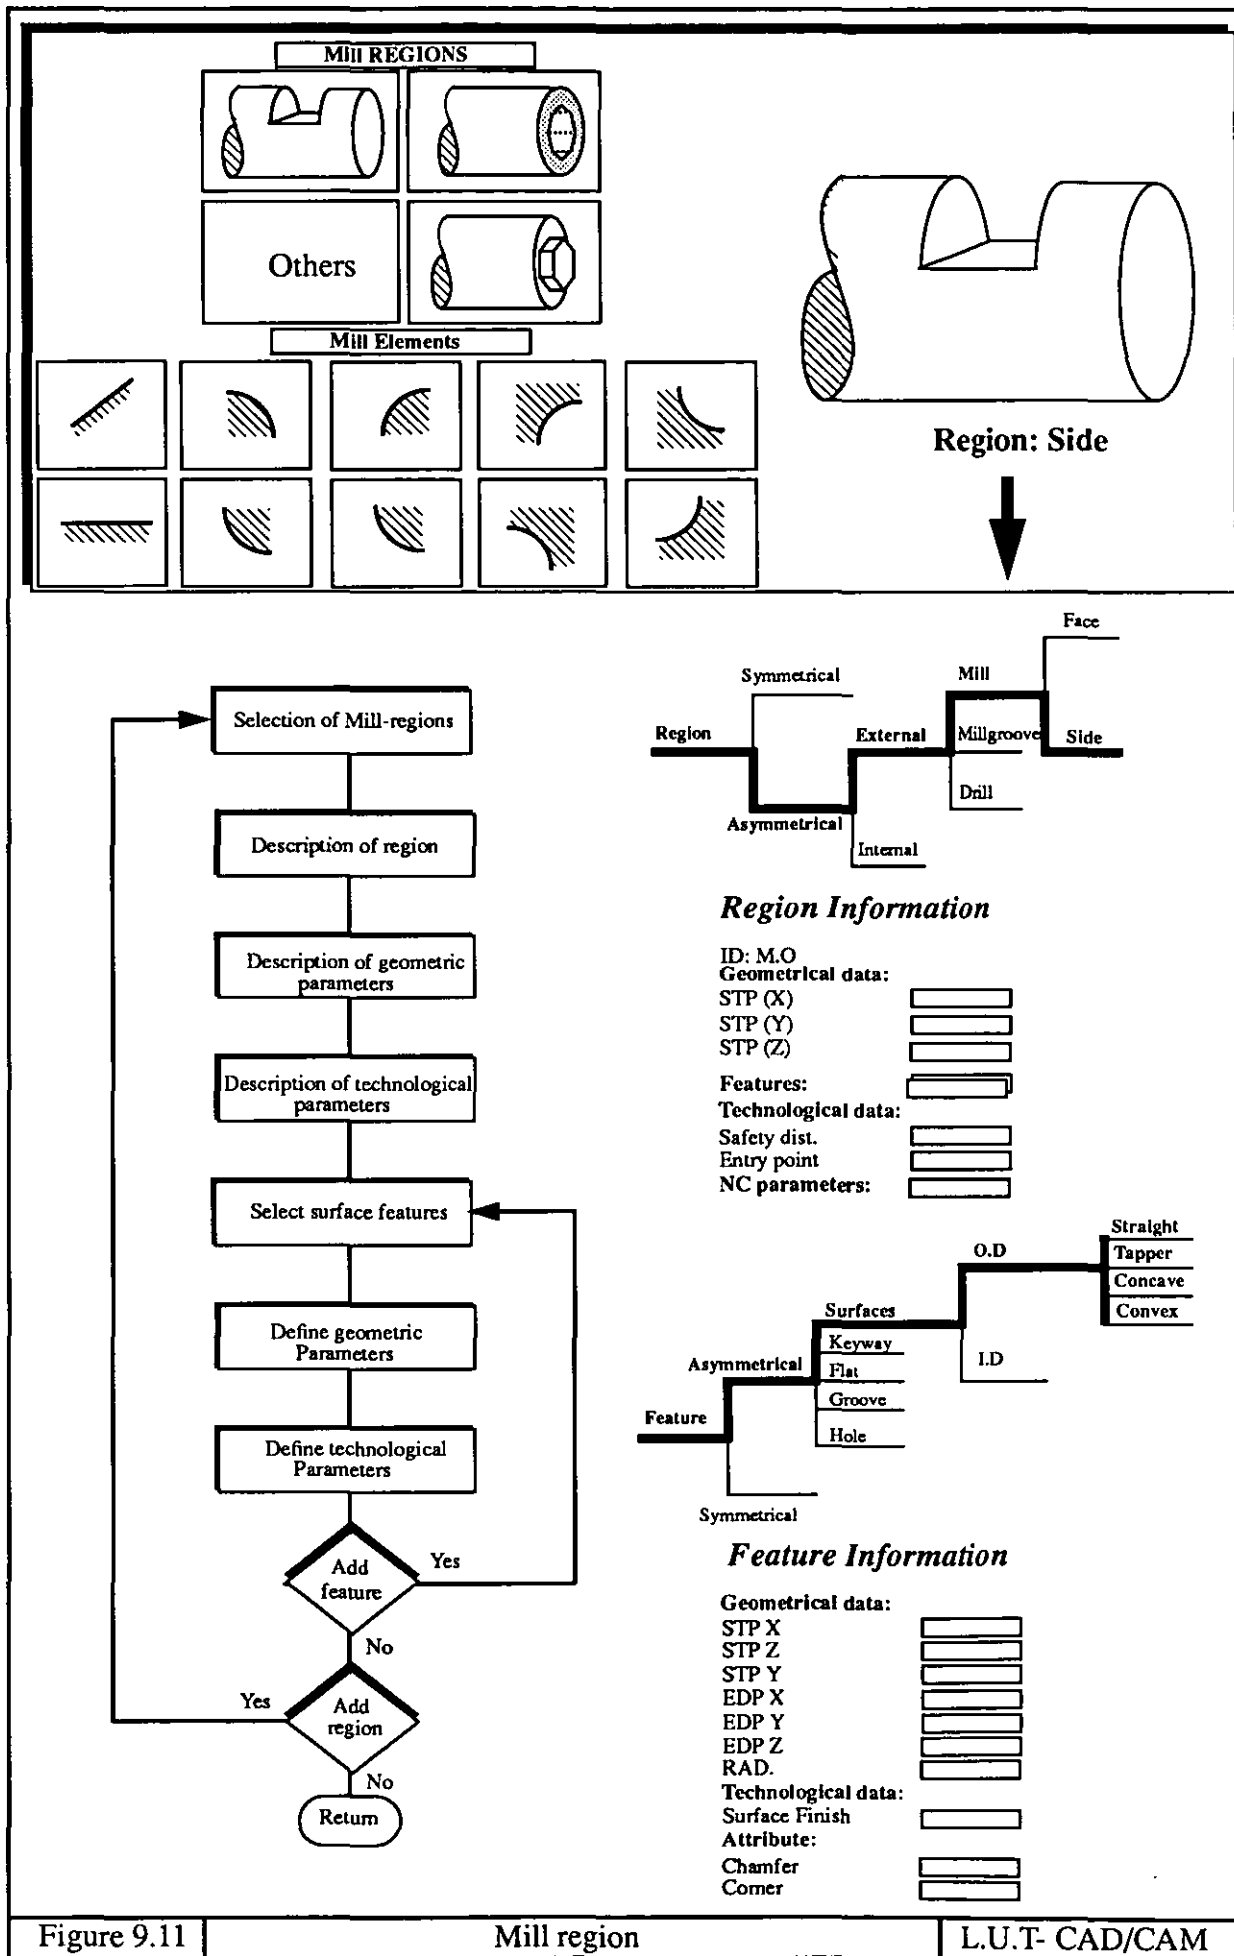 Mill REGIONS
Others
Mill Elements
Region: Side
Selection of Mill-regions
Description of region
Description of geometric
parameters
Description of technological
parameters
Select surface features
Define geometric
Parameters
Define technological
Parameters
Add
feature
Yes
No
Add
region
Yes
No
Return
Face
Symmetrical
Mill
Region
External
Millgroove
Side
Drill
Asymmetrical
Internal
Region Information
ID: M.O
Geometrical data:
STP (X)
STP (Y)
STP (Z)
Features:
Technological data:
Safety dist.
Entry point
NC parameters:
Straight
O.D
Tapper
Concave
Surfaces
Convex
Keyway
Asymmetrical
I.D
Flat
Groove
Feature
Hole
Symmetrical
Feature Information
Geometrical data:
STP X
STP Z
STP Y
EDP X
EDP Y
EDP Z
RAD.
Technological data:
Surface Finish
Attribute:
Chamfer
Corner
Figure 9.11
Mill region
L.U.T- CAD/CAM